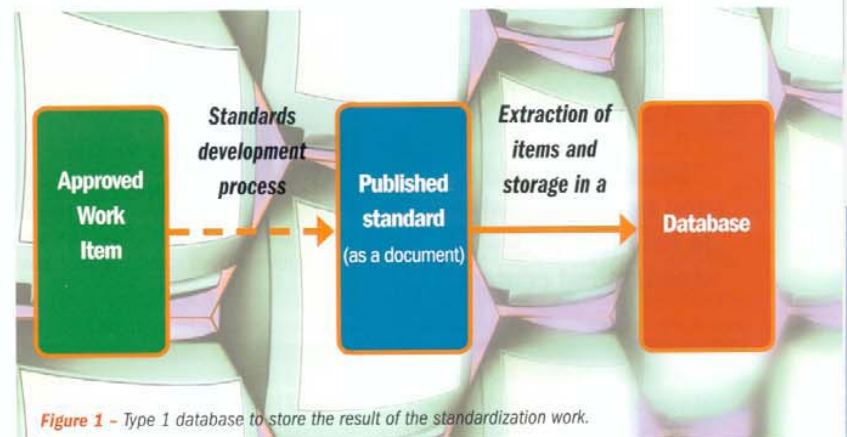 Approved
Work
Item
Standards
development
process
Published
standard
(as a document)
Extraction of
items and
storage in a
Database
Figure 1 – Type 1 database to store the result of the standardization work.